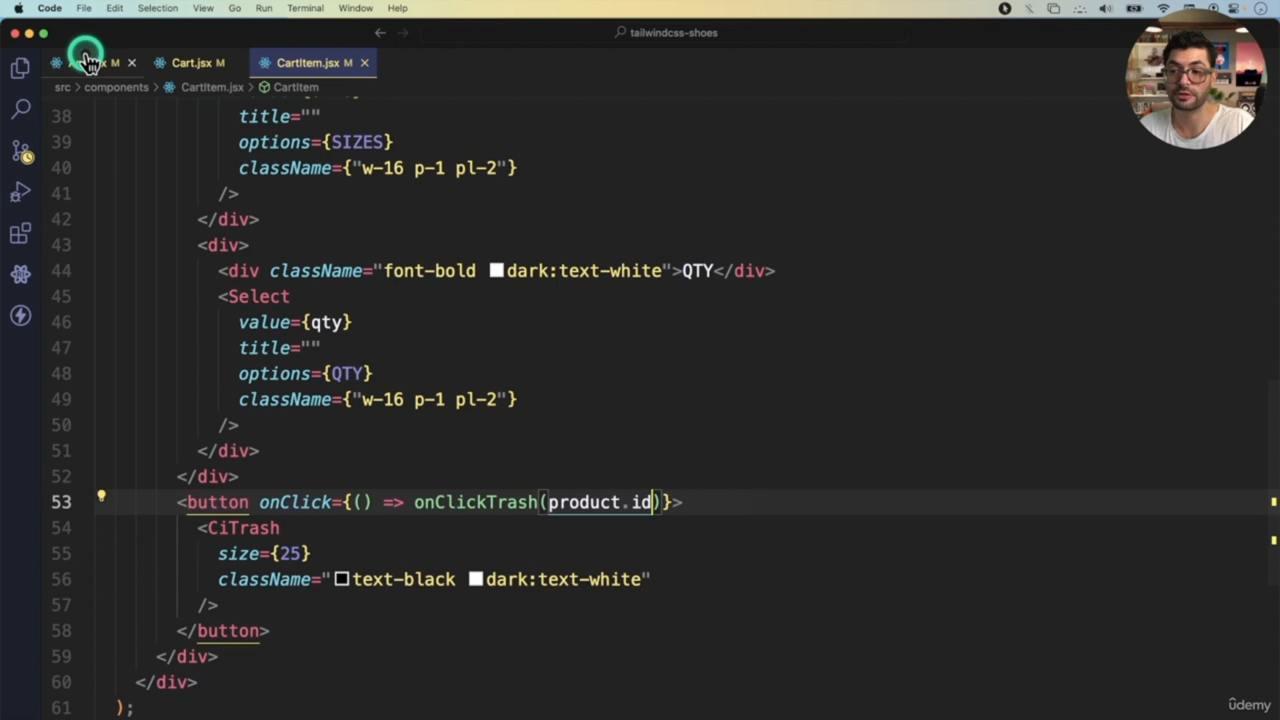 Code File Edit Selection View Go Run Terminal Window Help
tailwindcss-shoes
M Cart.jsx M CartItem.jsx M
src > components > CartItem.jsx > CartItem
38 title=""
39 options={SIZES}
40 className={"w-16 p-1 pl-2"}
41 />
42 </div>
43 <div>
44 <div className="font-bold dark:text-white">QTY</div>
45 <Select
46 value={qty}
47 title=""
48 options={QTY}
49 className={"w-16 p-1 pl-2"}
50 />
51 </div>
52 </div>
53 <button onClick={() => onClickTrash(product.id)}>
54 <CiTrash
55 size={25}
56 className="text-black dark:text-white"
57 />
58 </button>
59 </div>
60 </div>
61 );
ûdemy